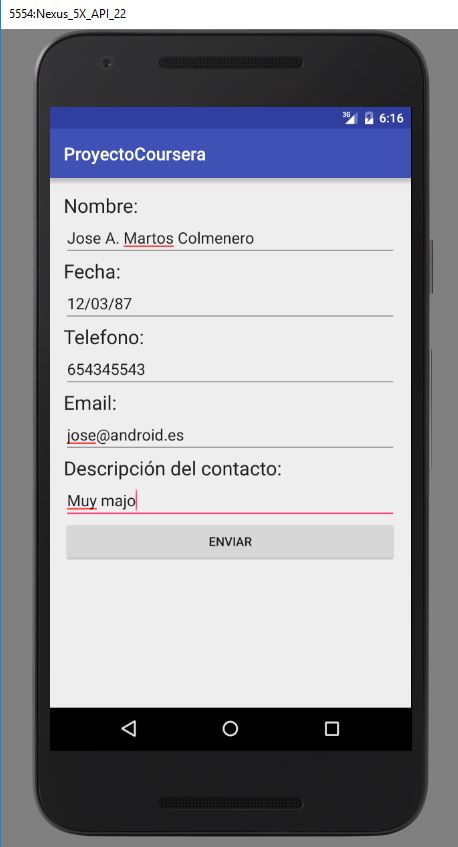 5554:Nexus_5X_API_22
3G 6:16
ProyectoCoursera
Nombre:
Jose A. Martos Colmenero
Fecha:
12/03/87
Telefono:
654345543
Email:
jose@android.es
Descripción del contacto:
Muy majo
ENVIAR